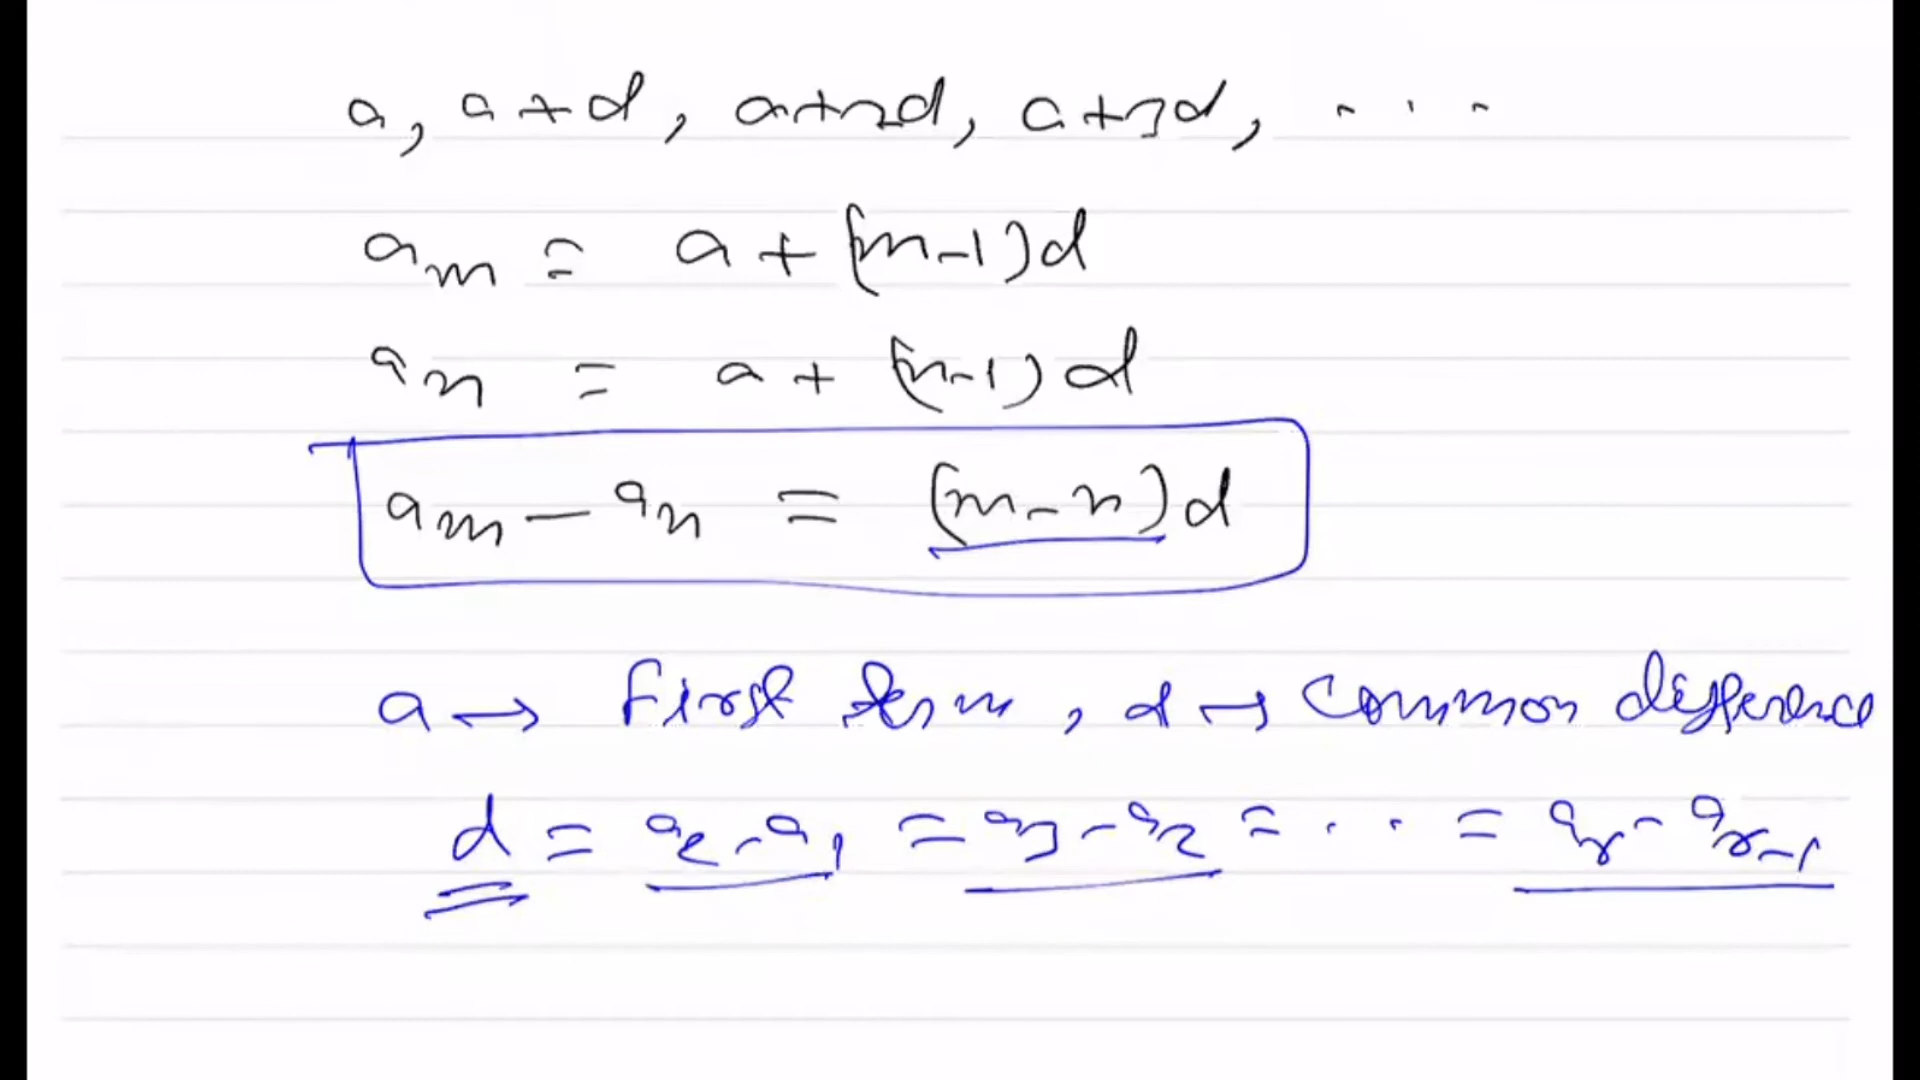 a, a+d, a+2d, a+3d, ...
a_m = a + (m-1)d
a_n = a + (n-1)d
a_m - a_n = (m-n)d
a → First term, d → Common difference
d = a_2 - a_1 = a_3 - a_2 = ... = a_r - a_{r-1}